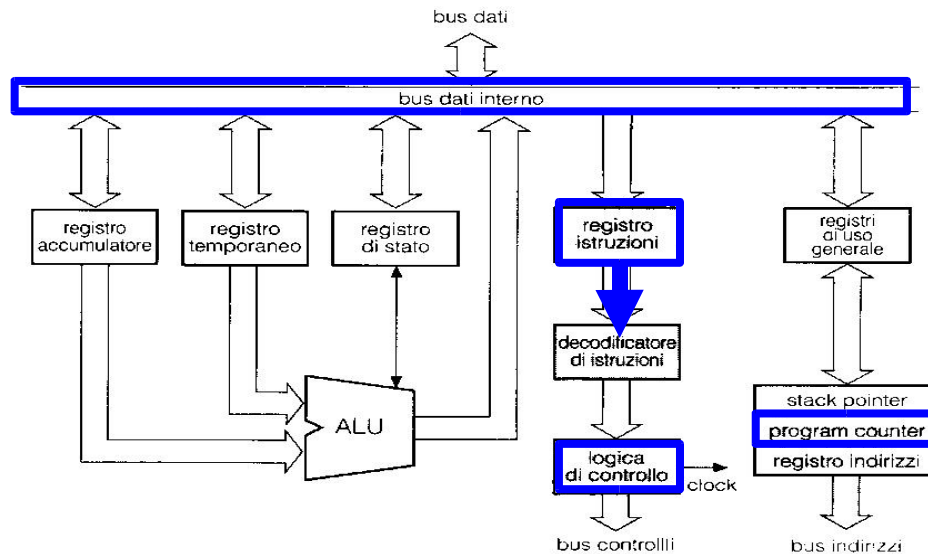 bus dati
bus dati interno
registro
accumulatore
registro
temporaneo
registro
di stato
registro
istruzioni
registri
di uso
generale
decodificatore
di istruzioni
ALU
stack pointer
program counter
registro indirizzi
logica
di controllo
clock
bus controllli
bus indirizzi